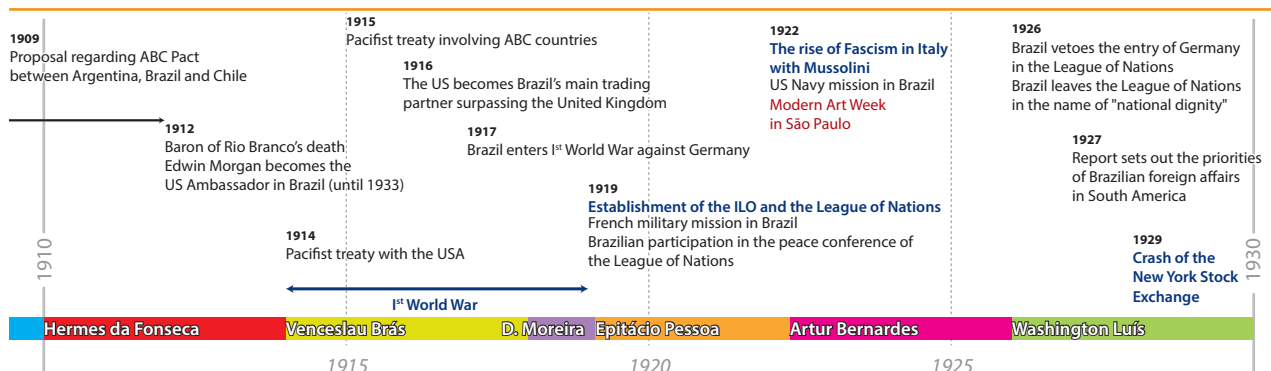 1909
Proposal regarding ABC Pact
between Argentina, Brazil and Chile
1912
Baron of Rio Branco's death
Edwin Morgan becomes the
US Ambassador in Brazil (until 1933)
1914
Pacifist treaty with the USA
1915
Pacifist treaty involving ABC countries
1916
The US becomes Brazil's main trading
partner surpassing the United Kingdom
1917
Brazil enters Ist World War against Germany
1919
Establishment of the ILO and the League of Nations
French military mission in Brazil
Brazilian participation in the peace conference of
the League of Nations
1922
The rise of Fascism in Italy
with Mussolini
US Navy mission in Brazil
Modern Art Week
in São Paulo
1926
Brazil vetoes the entry of Germany
in the League of Nations
Brazil leaves the League of Nations
in the name of "national dignity"
1927
Report sets out the priorities
of Brazilian foreign affairs
in South America
1929
Crash of the
New York Stock
Exchange
1910
1930
Ist World War
Hermes da Fonseca
Venceslau Brás
D. Moreira
Epitácio Pessoa
Artur Bernardes
Washington Luís
1915
1920
1925